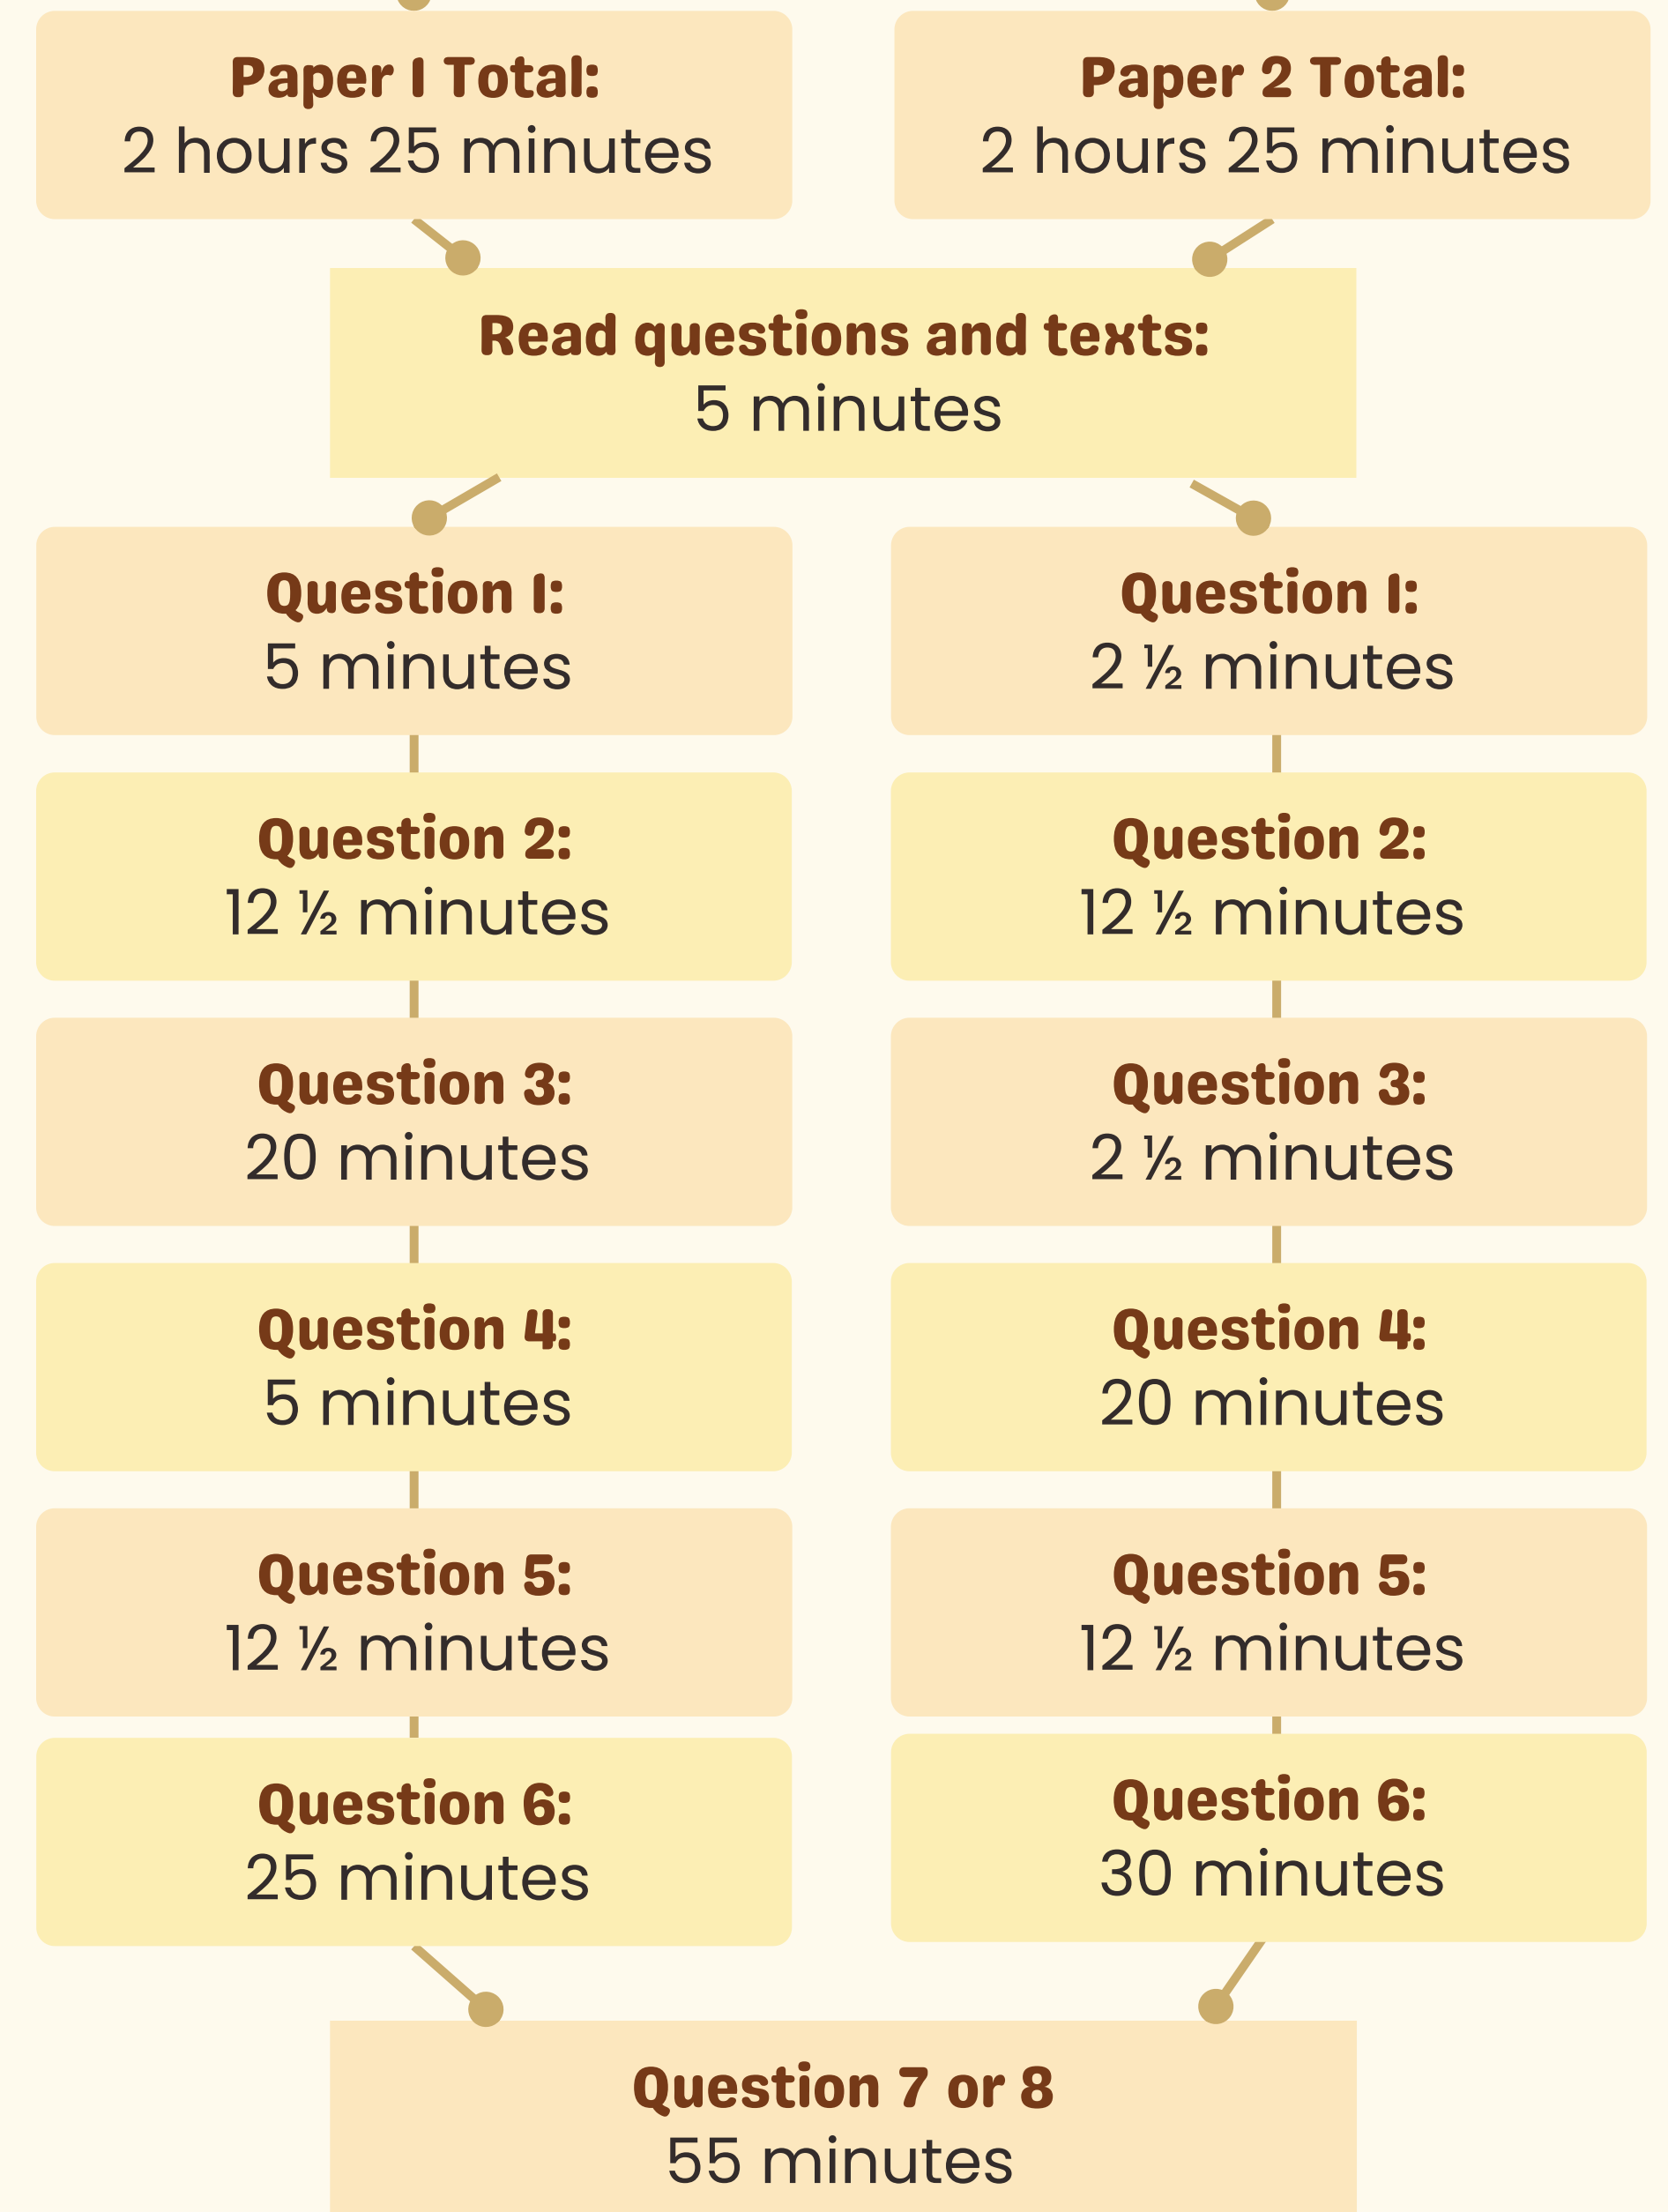 Paper 1 Total:
2 hours 25 minutes
Paper 2 Total:
2 hours 25 minutes
Read questions and texts:
5 minutes
Question 1:
5 minutes
Question 1:
2 ½ minutes
Question 2:
12 ½ minutes
Question 2:
12 ½ minutes
Question 3:
20 minutes
Question 3:
2 ½ minutes
Question 4:
5 minutes
Question 4:
20 minutes
Question 5:
12 ½ minutes
Question 5:
12 ½ minutes
Question 6:
25 minutes
Question 6:
30 minutes
Question 7 or 8
55 minutes